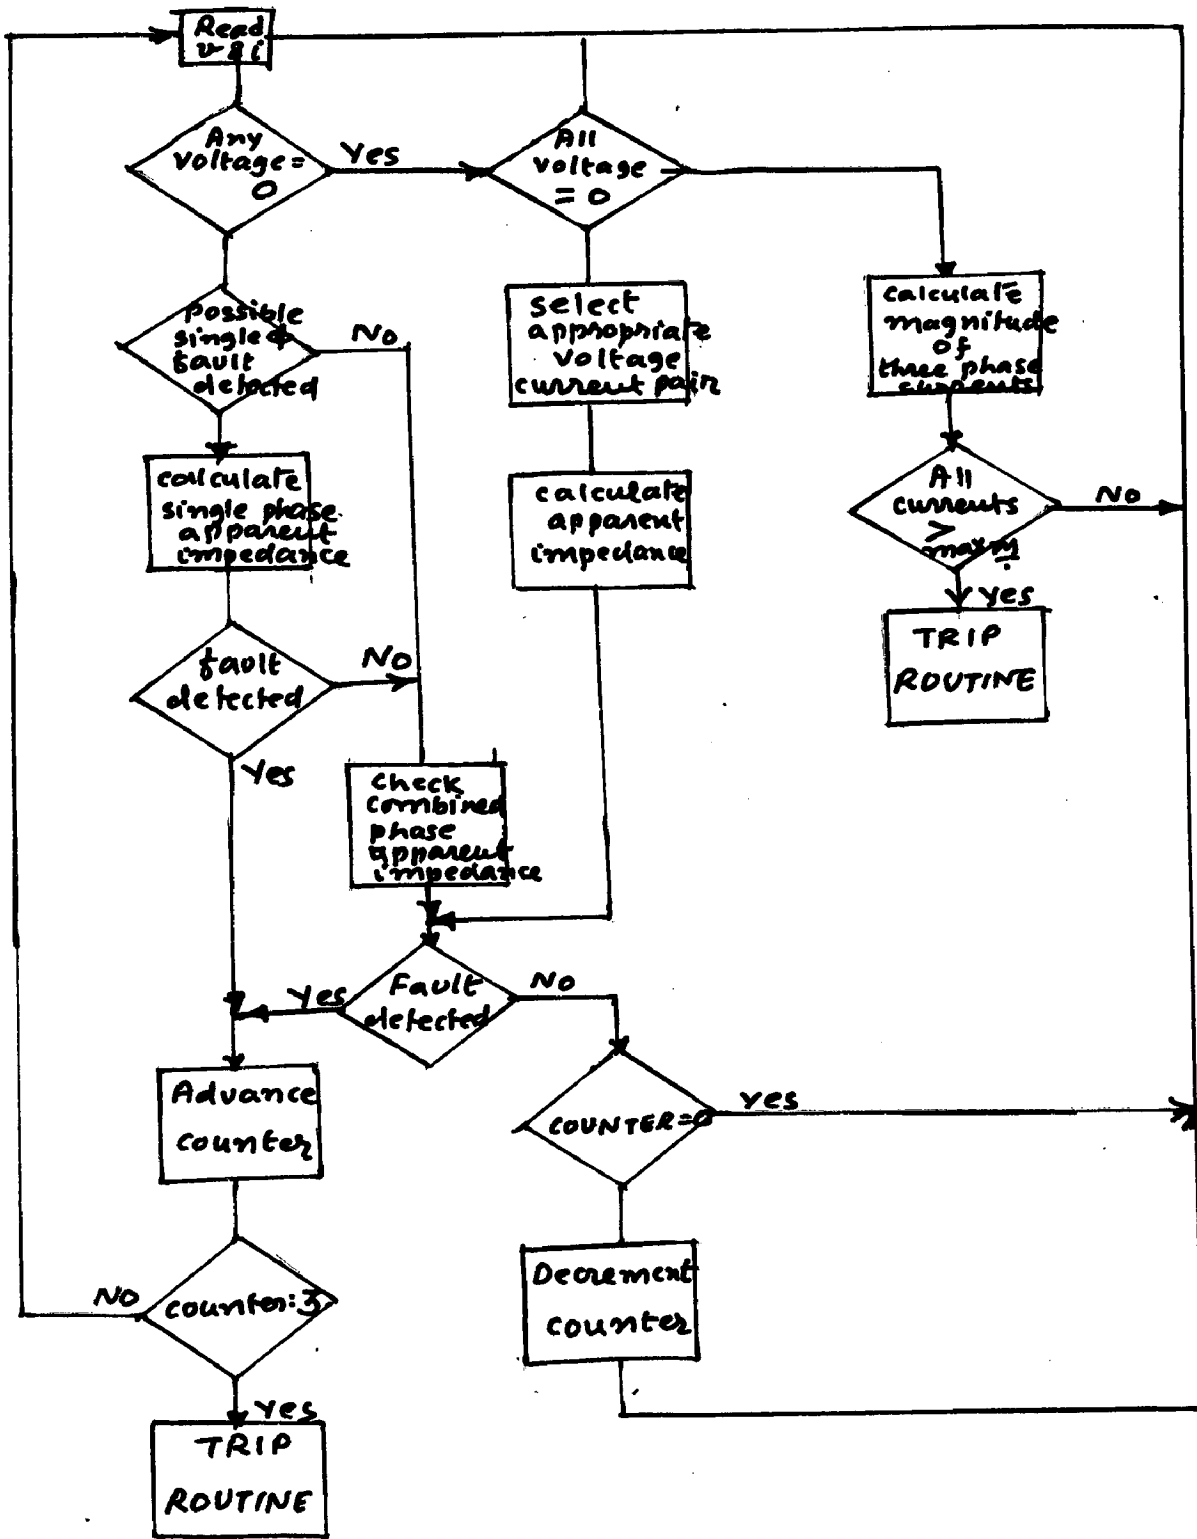 Read
v & i
Any
voltage =
0
Yes
All
voltage
= 0
Possible
single ϕ
fault
detected
No
select
appropriate
voltage
current pair
calculate
magnitude
of
three phase
currents
calculate
single phase
apparent
impedance
calculate
apparent
impedance
All
currents
>
maxm
No
Yes
TRIP
ROUTINE
fault
detected
No
Yes
check
combined
phase
apparent
impedance
Fault
detected
Yes
No
Advance
counter
COUNTER=0
Yes
Decrement
counter
counter:3
No
Yes
TRIP
ROUTINE